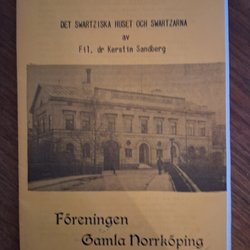 DET SWARTZISKA HUSET OCH SWARTZARNA
av
Fil. dr Kerstin Sandberg
Föreningen
Gamla Norrköping